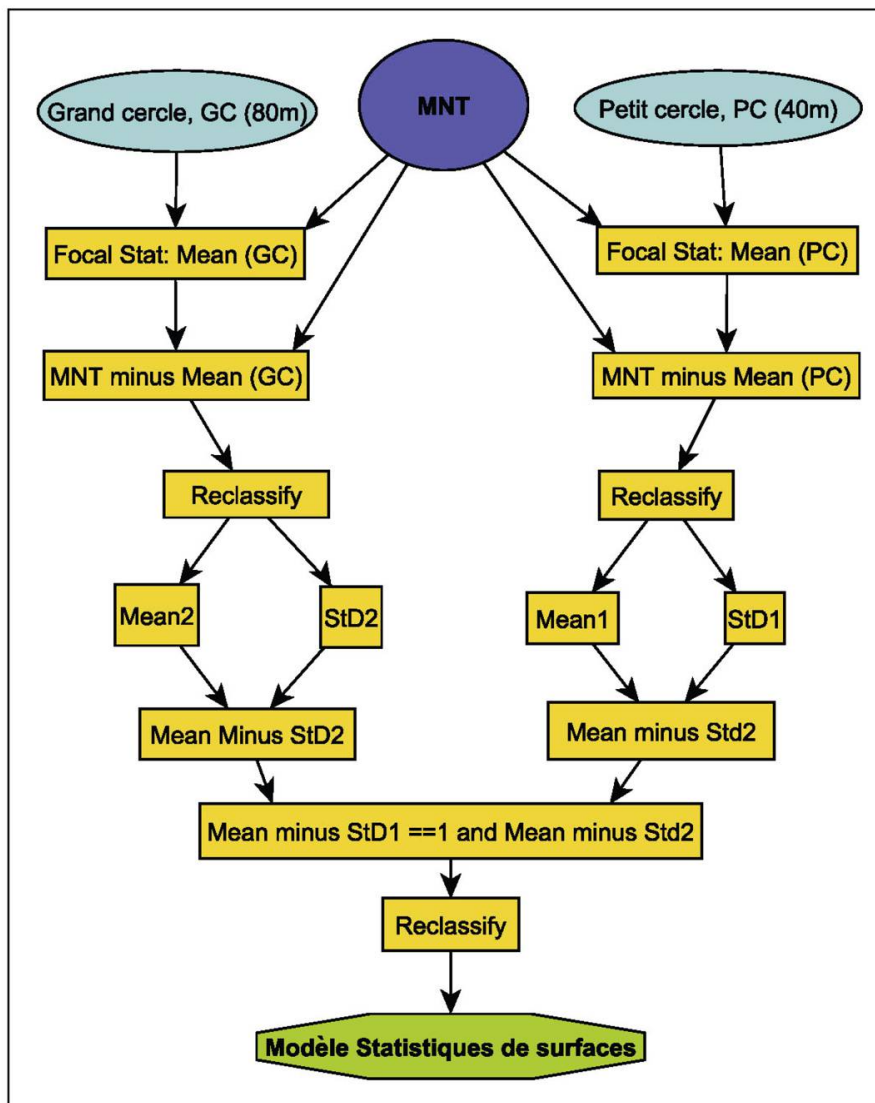 Grand cercle, GC (80m)
MNT
Petit cercle, PC (40m)
Focal Stat: Mean (GC)
Focal Stat: Mean (PC)
MNT minus Mean (GC)
MNT minus Mean (PC)
Reclassify
Reclassify
Mean2
StD2
Mean1
StD1
Mean Minus StD2
Mean minus Std2
Mean minus StD1 ==1 and Mean minus Std2
Reclassify
Modèle Statistiques de surfaces